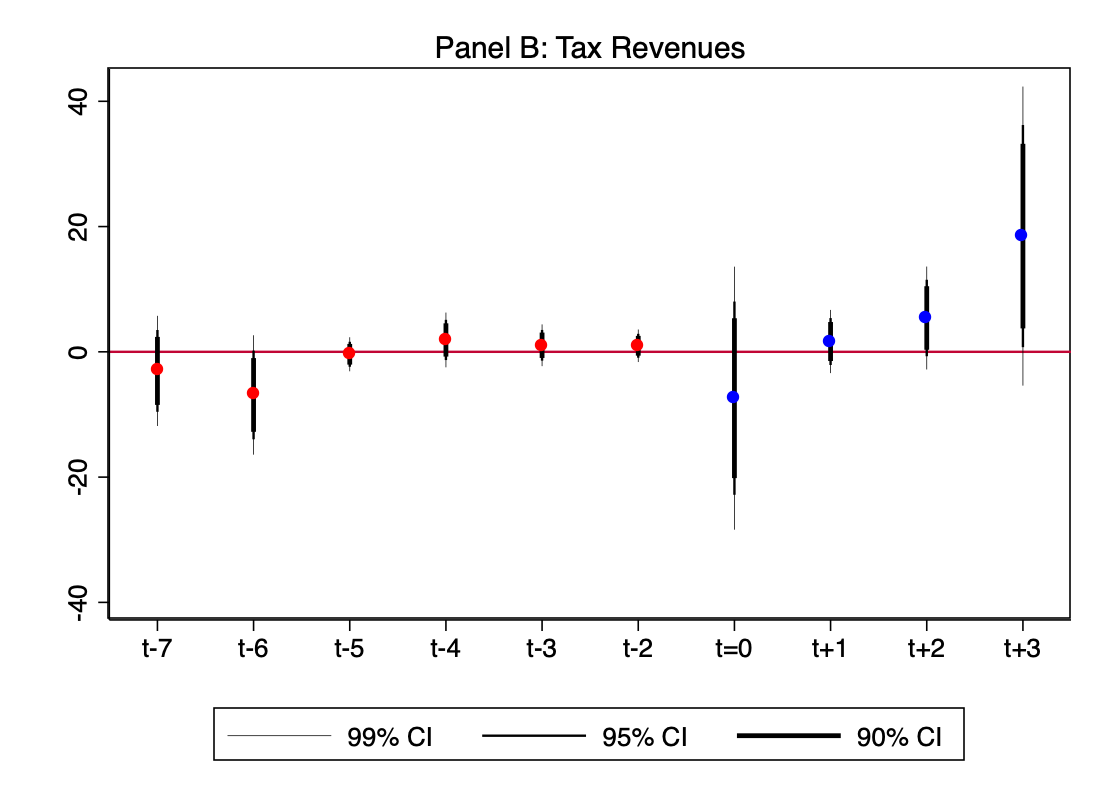 Panel B: Tax Revenues
40
20
0
-20
-40
t-7 t-6 t-5 t-4 t-3 t-2 t=0 t+1 t+2 t+3
99% CI 95% CI 90% CI